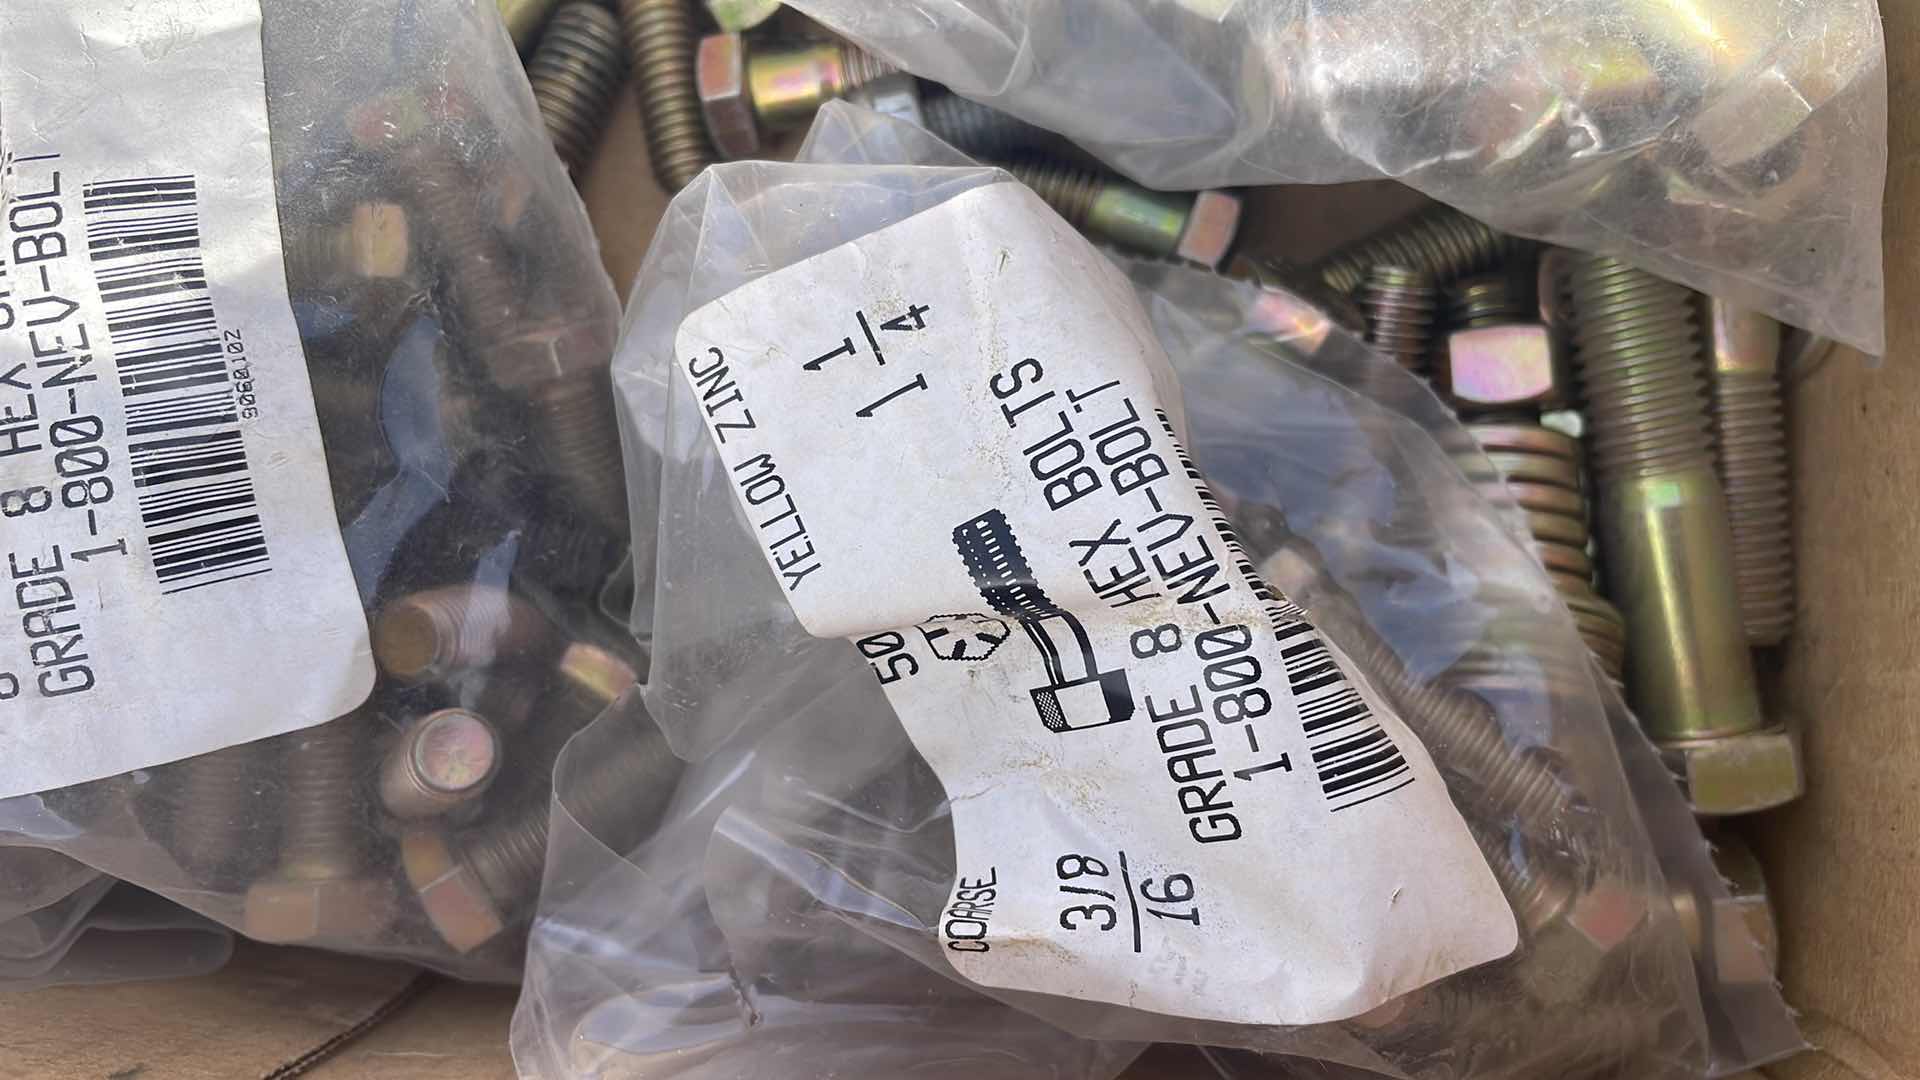 GRADE 8 HEX
1-800-NEV-BOLT
9060102
COARSE
50
YELLOW ZINC
3/8
16
1 1
4
GRADE 8 HEX BOLTS
1-800-NEV-BOLT